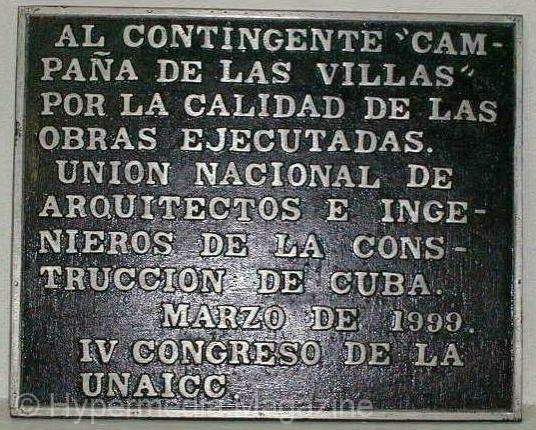 AL CONTINGENTE "CAM-
PAÑA DE LAS VILLAS"
POR LA CALIDAD DE LAS
OBRAS EJECUTADAS.
UNION NACIONAL DE
ARQUITECTOS E INGE-
NIEROS DE LA CONS-
TRUCCION DE CUBA.
MARZO DE 1999.
IV CONGRESO DE LA
UNAICC
© Hypermedia Magazine